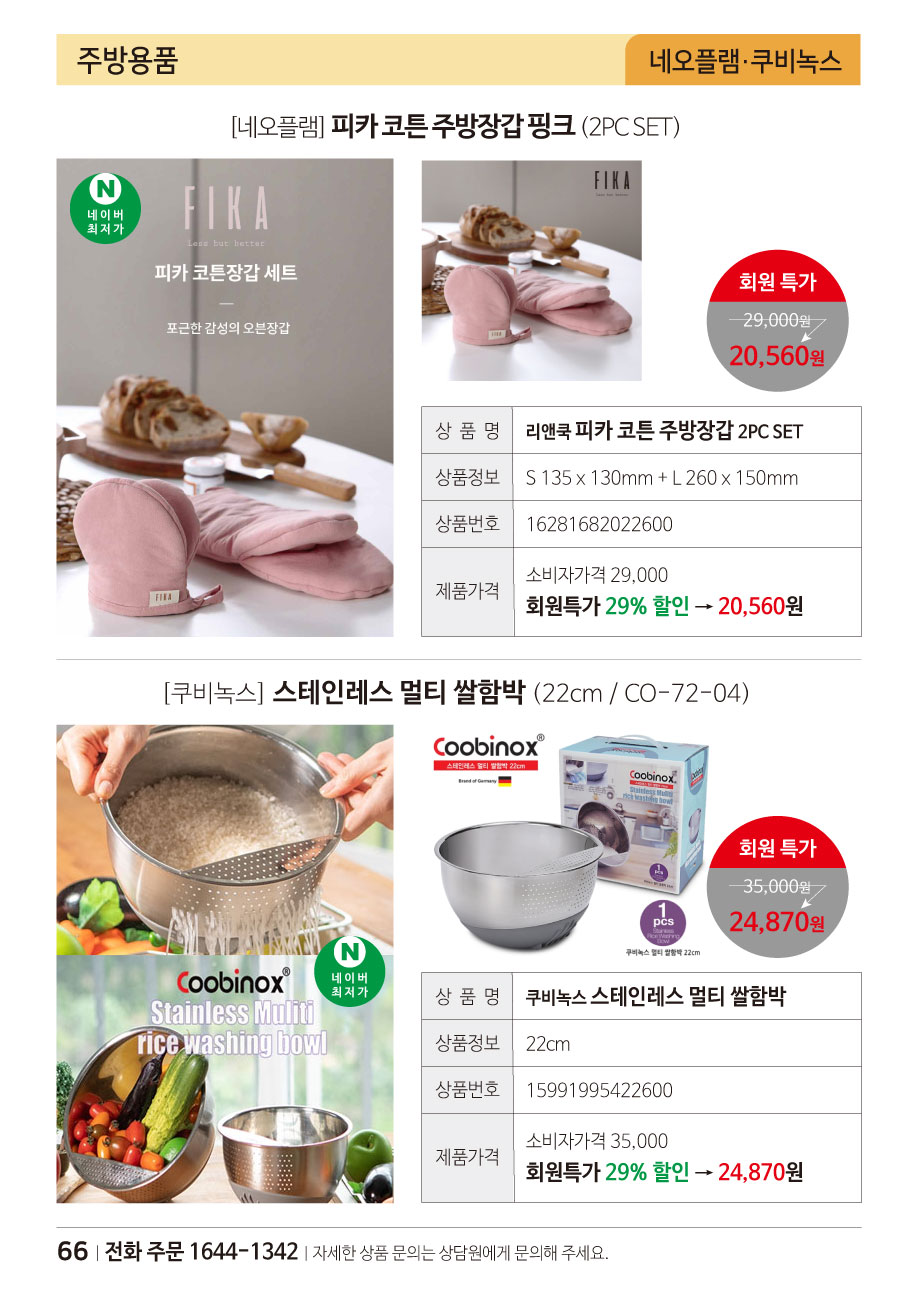 주방용품
네오플램·쿠비녹스
[네오플램] 피카 코튼 주방장갑 핑크 (2PC SET)
N
네이버
최저가
FIKA
Less but better
피카 코튼장갑 세트
포근한 감성의 오븐장갑
FIKA
FIKA
Less but better
FIKA
회원 특가
29,000원
20,560원
상 품 명
리앤쿡 피카 코튼 주방장갑 2PC SET
상품정보
S 135 x 130mm + L 260 x 150mm
상품번호
16281682022600
제품가격
소비자가격 29,000
회원특가 29% 할인 → 20,560원
[쿠비녹스] 스테인레스 멀티 쌀함박 (22cm / CO-72-04)
N
네이버
최저가
Coobinox®
Stainless Muliti
rice washing bowl
Coobinox®
스테인레스 멀티 쌀함박 22cm
Brand of Germany
Coobinox
Stainless Multi
rice washing bowl
1
pcs
1
pcs
Stainless
Rice Washing
Bowl
쿠비녹스 멀티 쌀함박 22cm
회원 특가
35,000원
24,870원
상 품 명
쿠비녹스 스테인레스 멀티 쌀함박
상품정보
22cm
상품번호
15991995422600
제품가격
소비자가격 35,000
회원특가 29% 할인 → 24,870원
66 | 전화 주문 1644-1342 | 자세한 상품 문의는 상담원에게 문의해 주세요.